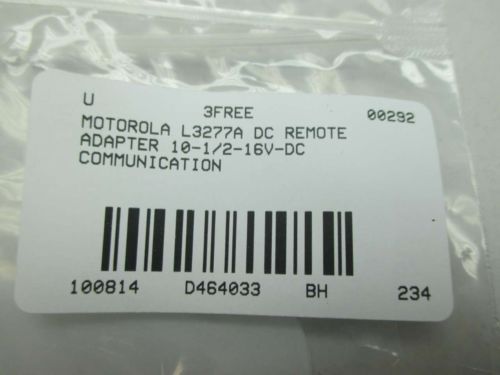 U 3FREE 00292
MOTOROLA L3277A DC REMOTE
ADAPTER 10-1/2-16V-DC
COMMUNICATION
100814 D464033 BH 234